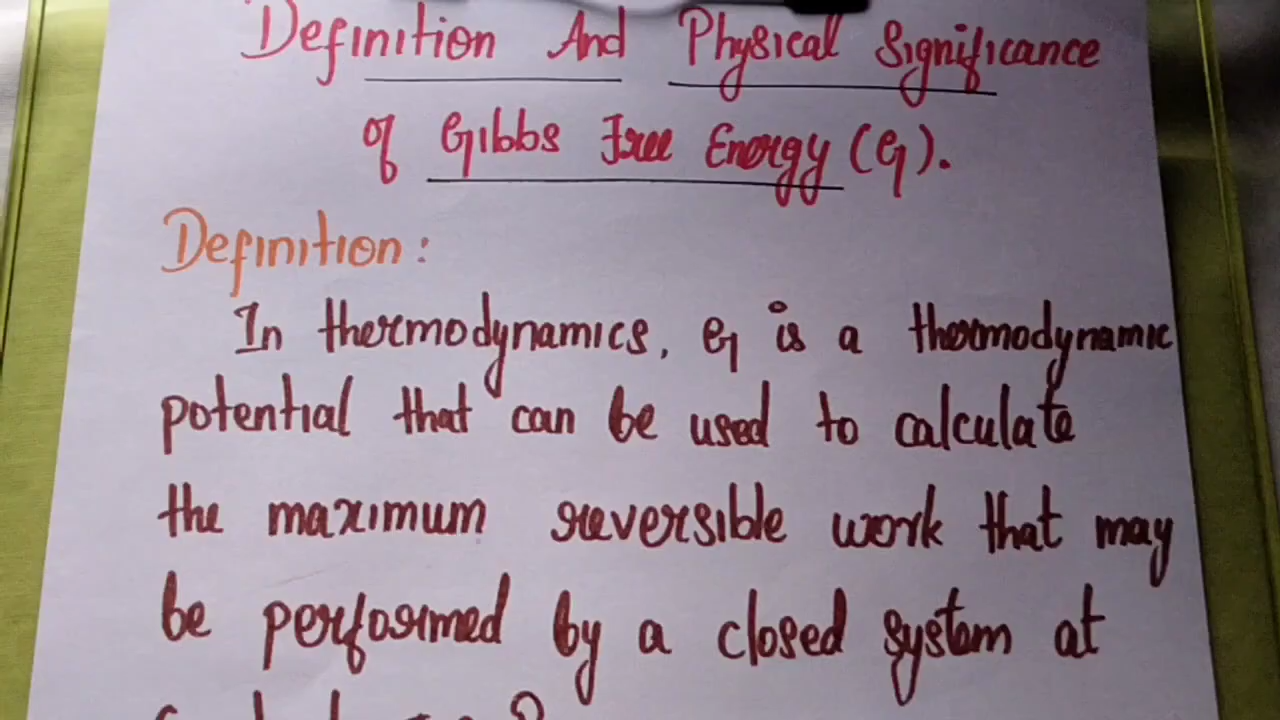 Definition And Physical Significance
of Gibbs Free Energy (G).
Definition:
In thermodynamics, G is a thermodynamic
potential that can be used to calculate
the maximum reversible work that may
be performed by a closed system at